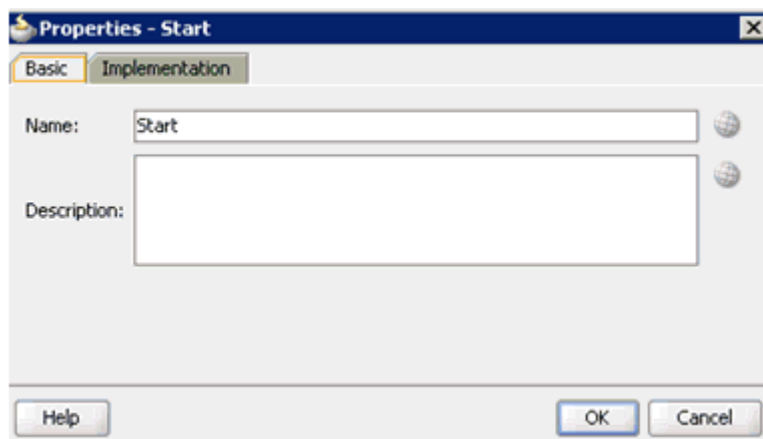 Properties - Start
Basic Implementation
Name: Start
Description:
Help OK Cancel